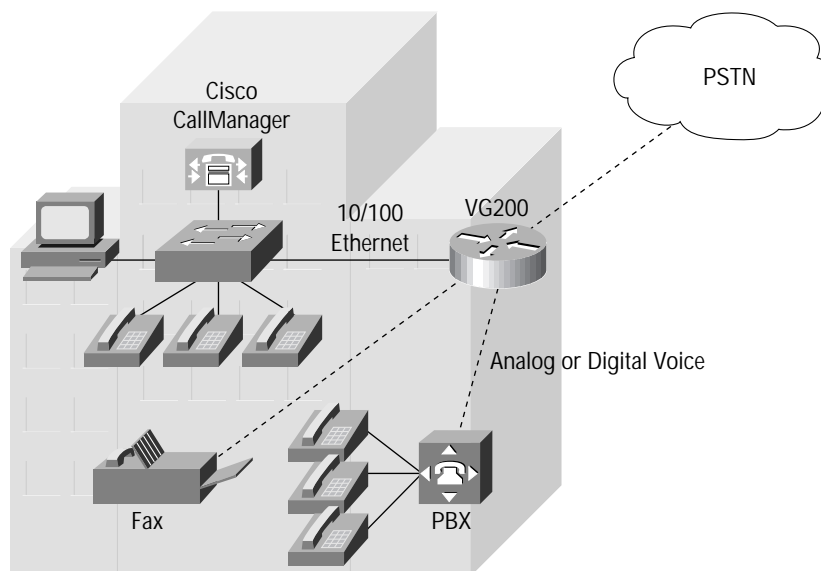 PSTN
Cisco
CallManager
10/100
Ethernet
VG200
Analog or Digital Voice
Fax
PBX